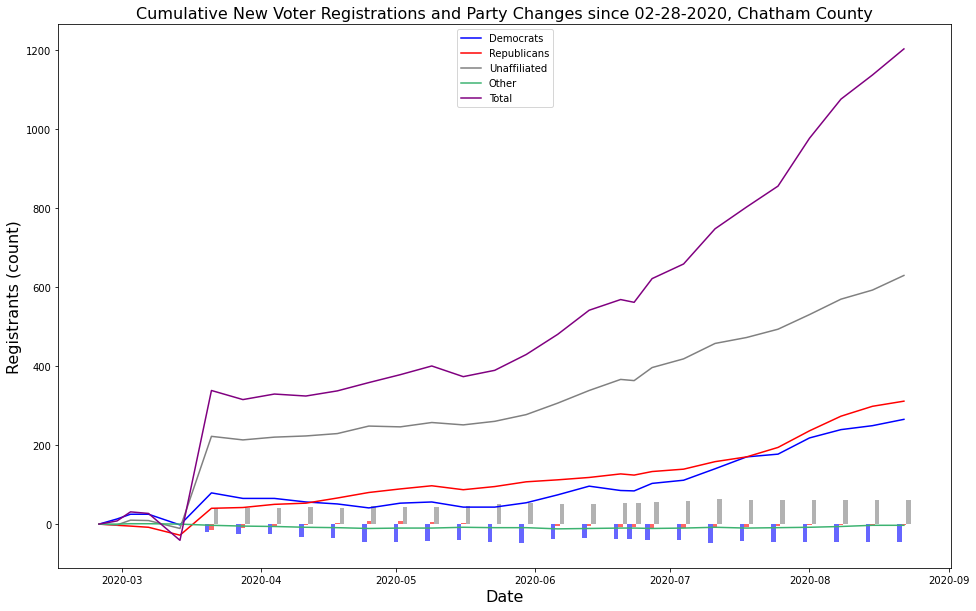 Cumulative New Voter Registrations and Party Changes since 02-28-2020, Chatham County
Democrats
Republicans
Unaffiliated
Other
Total
Registrants (count)
1200
1000
800
600
400
200
0
2020-03
2020-04
2020-05
2020-06
2020-07
2020-08
2020-09
Date